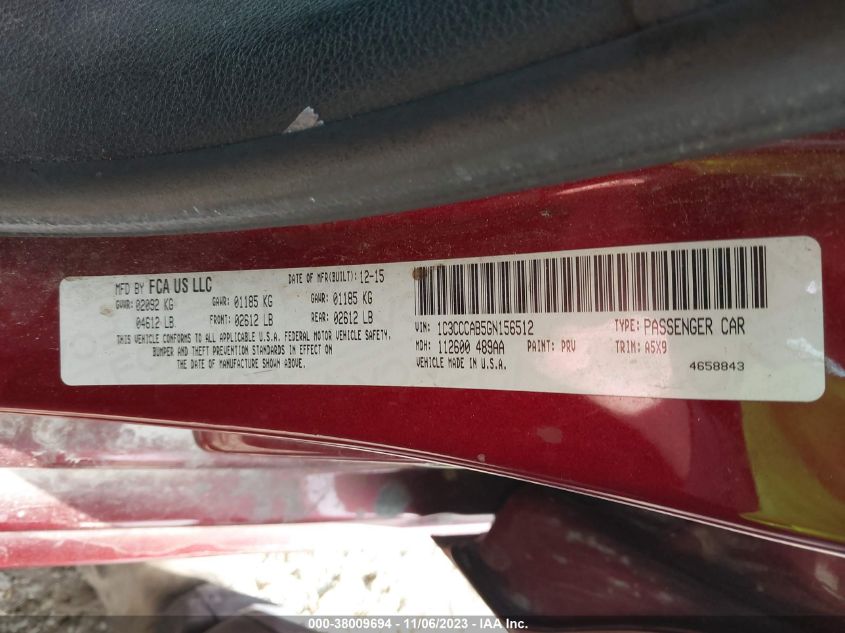 MFD BY FCA US LLC DATE OF MFR(BUILT): 12-15
GVWR: 02092 KG GAWR: 01185 KG GAWR: 01185 KG
04612 LB FRONT: 02612 LB REAR: 02612 LB
THIS VEHICLE CONFORMS TO ALL APPLICABLE U.S.A. FEDERAL MOTOR VEHICLE SAFETY,
BUMPER AND THEFT PREVENTION STANDARDS IN EFFECT ON
THE DATE OF MANUFACTURE SHOWN ABOVE.
VIN: 1C3CCCAB5GN156512 TYPE: PASSENGER CAR
MDH: 112600 489AA PAINT: PRV TRIM: A5X9
VEHICLE MADE IN U.S.A. 4658843
000-38009694 - 11/06/2023 - IAA.